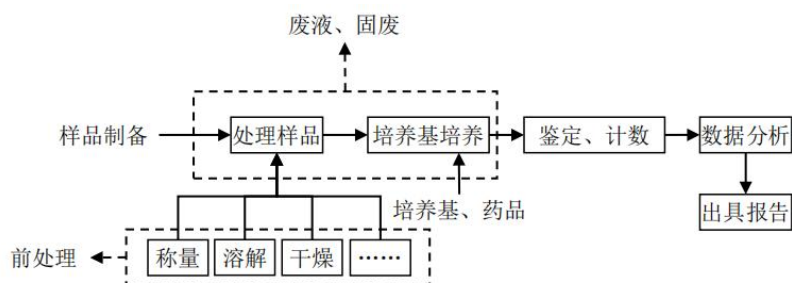 废液、固废
样品制备
处理样品
培养基培养
鉴定、计数
数据分析
培养基、药品
出具报告
前处理
称量
溶解
干燥
……